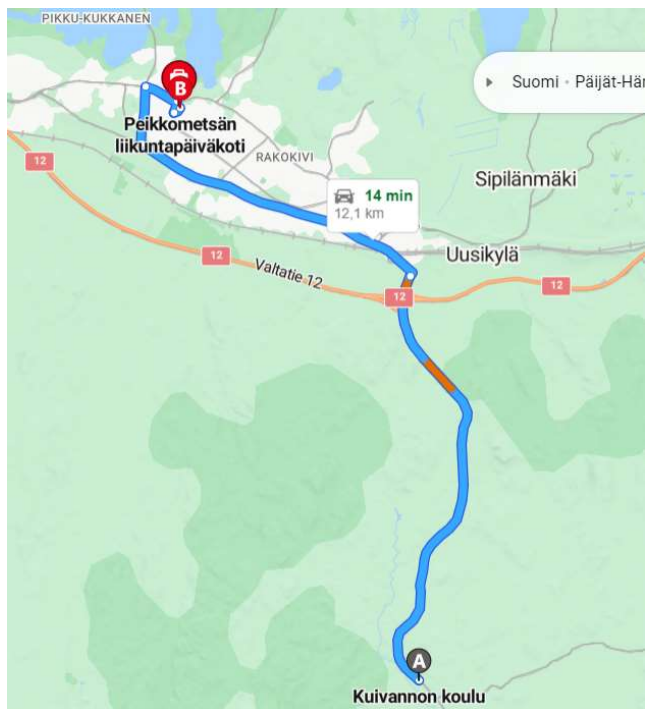 PIKKU-KUKKANEN
Suomi • Päijät-Här
B
Peikkometsän
liikuntapäiväkoti
12
RAKOKIVI
14 min
12,1 km
Sipilänmäki
12
Valtatie 12
Uusikylä
12
12
A
Kuivannon koulu